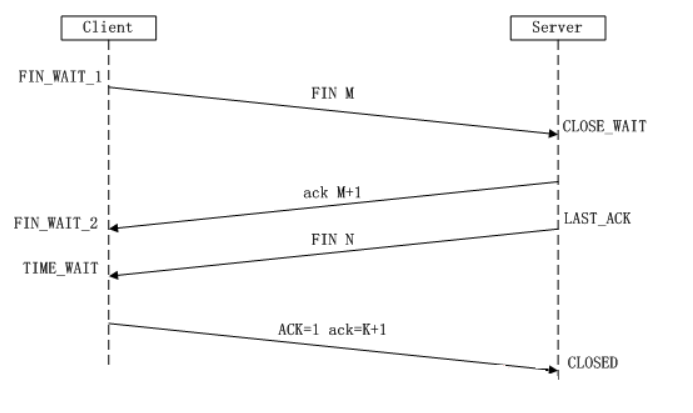 Client
Server
FIN_WAIT_1
FIN M
CLOSE_WAIT
ack M+1
FIN_WAIT_2
LAST_ACK
FIN N
TIME_WAIT
ACK=1 ack=K+1
CLOSED